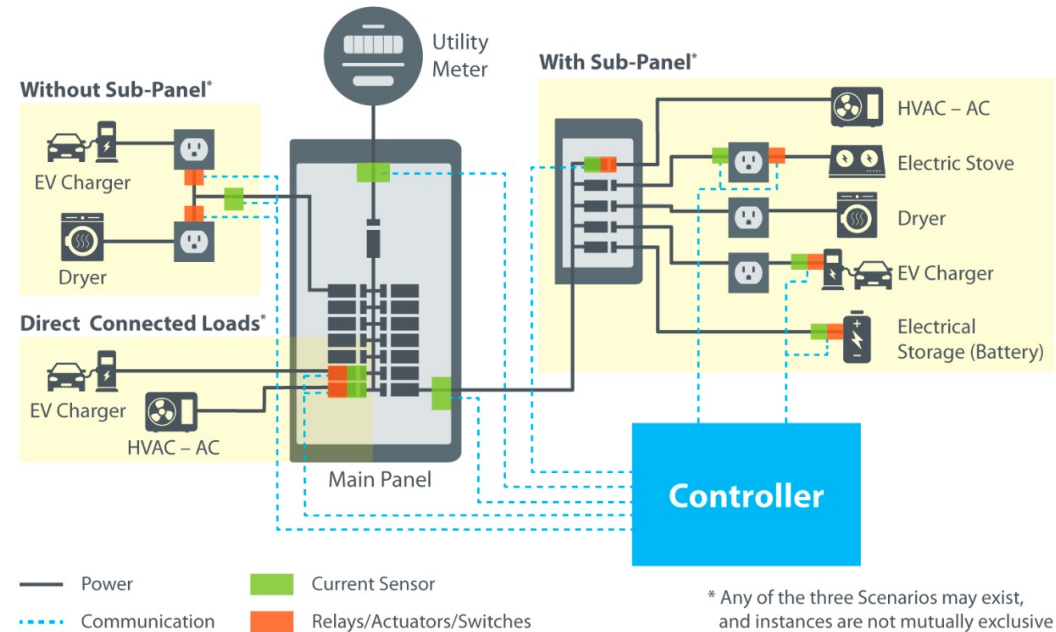 Utility
Meter
Without Sub-Panel*
EV Charger
Dryer
Direct Connected Loads*
EV Charger
HVAC – AC
Main Panel
With Sub-Panel*
HVAC – AC
Electric Stove
Dryer
EV Charger
Electrical
Storage (Battery)
Controller
Power
Communication
Current Sensor
Relays/Actuators/Switches
* Any of the three Scenarios may exist,
and instances are not mutually exclusive